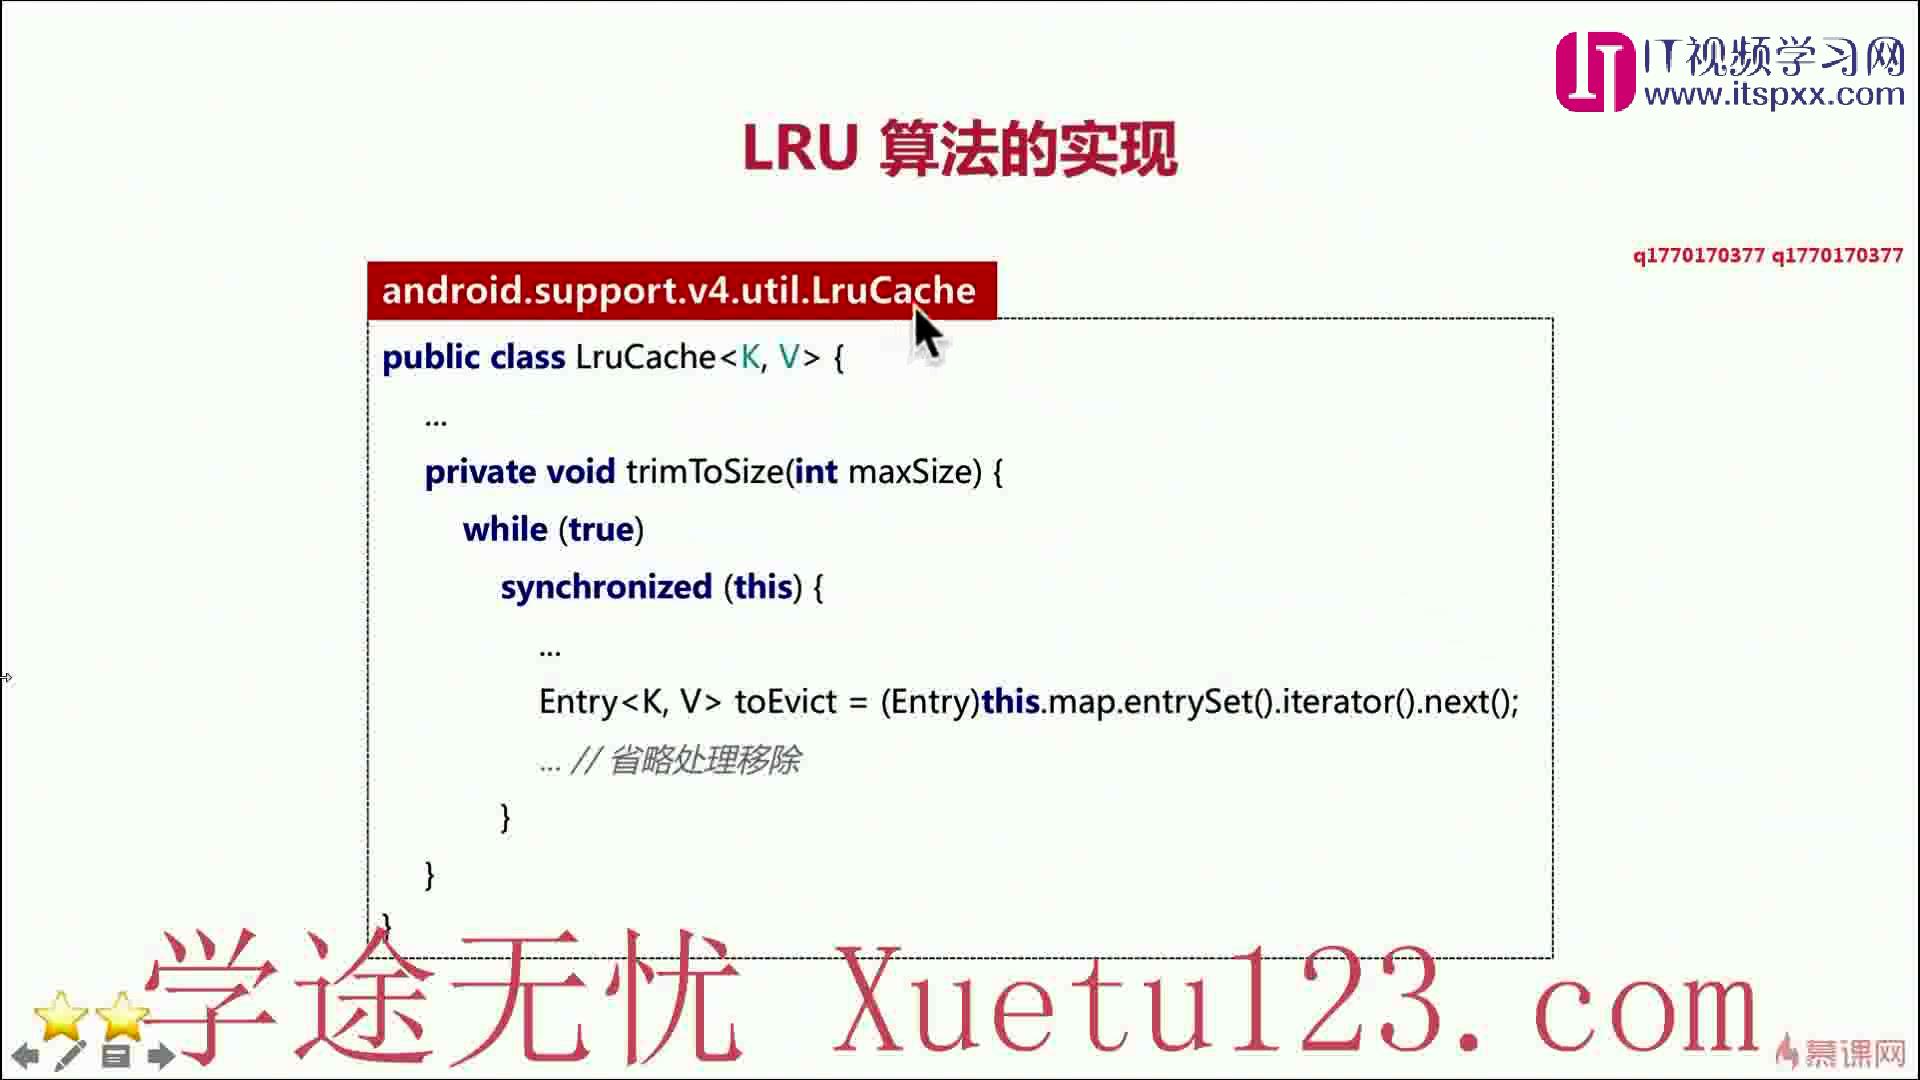 IT视频学习网
www.itspxx.com
LRU 算法的实现
q1770170377 q1770170377
android.support.v4.util.LruCache
public class LruCache<K, V> {
...
private void trimToSize(int maxSize) {
while (true)
synchronized (this) {
...
Entry<K, V> toEvict = (Entry)this.map.entrySet().iterator().next();
... // 省略处理移除
}
}
}
学途无忧 Xuetu123.com
慕课网